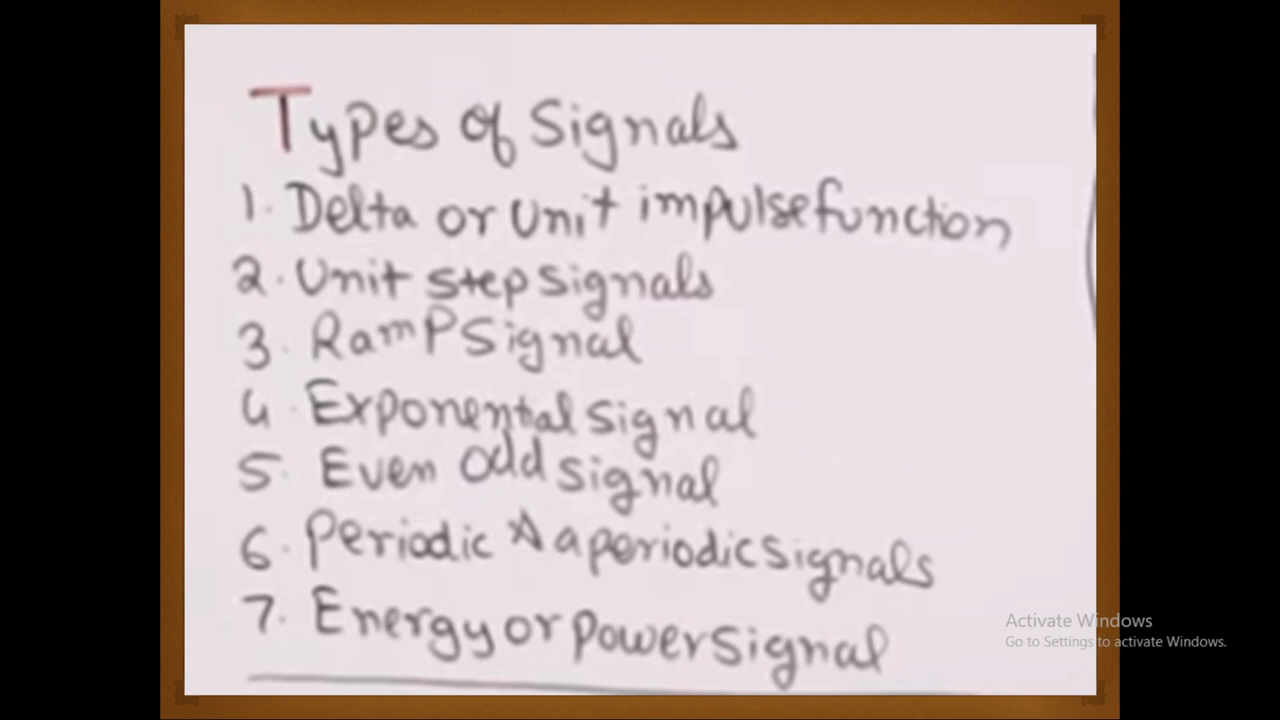 Types of Signals
1. Delta or Unit impulse function
2. Unit step signals
3. Ramp Signal
4. Exponental signal
5. Even odd signal
6. Periodic & aperiodic signals
7. Energy or power signal
Activate Windows
Go to Settings to activate Windows.